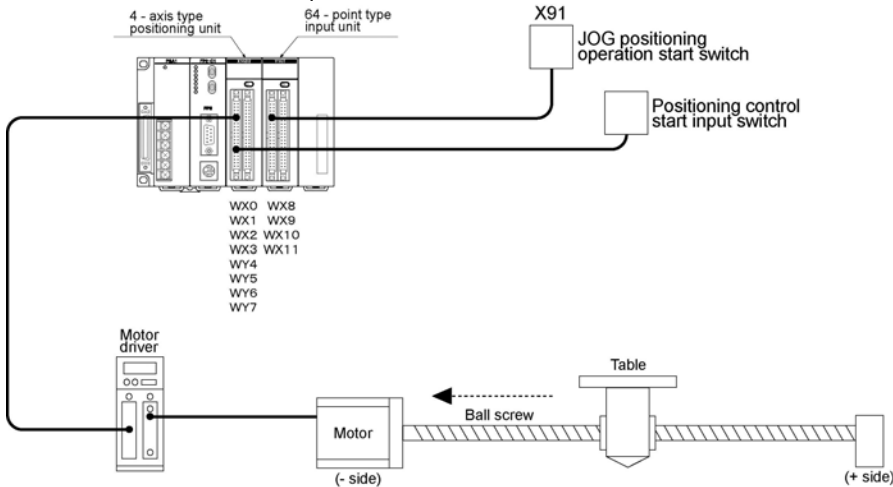 4 - axis type
positioning unit
64 - point type
input unit
X91
JOG positioning
operation start switch
Positioning control
start input switch
WX0 WX8
WX1 WX9
WX2 WX10
WX3 WX11
WY4
WY5
WY6
WY7
Motor
driver
Table
Ball screw
Motor
(- side)
(+ side)